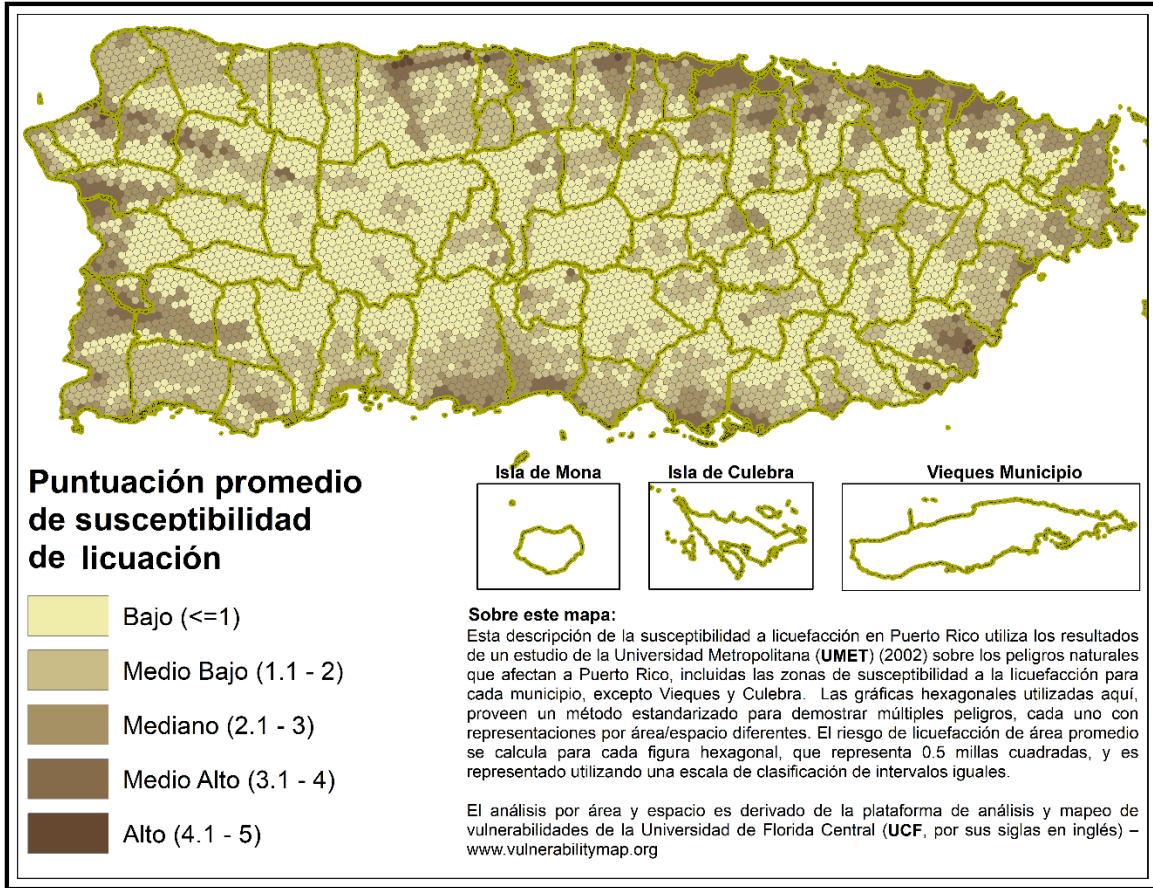 Puntuación promedio
de susceptibilidad
de licuación
Bajo (<=1)
Medio Bajo (1.1 - 2)
Mediano (2.1 - 3)
Medio Alto (3.1 - 4)
Alto (4.1 - 5)
Isla de Mona
Isla de Culebra
Vieques Municipio
Sobre este mapa:
Esta descripción de la susceptibilidad a licuefacción en Puerto Rico utiliza los resultados
de un estudio de la Universidad Metropolitana (UMET) (2002) sobre los peligros naturales
que afectan a Puerto Rico, incluidas las zonas de susceptibilidad a la licuefacción para
cada municipio, excepto Vieques y Culebra. Las gráficas hexagonales utilizadas aquí,
proveen un método estandarizado para demostrar múltiples peligros, cada uno con
representaciones por área/espacio diferentes. El riesgo de licuefacción de área promedio
se calcula para cada figura hexagonal, que representa 0.5 millas cuadradas, y es
representado utilizando una escala de clasificación de intervalos iguales.
El análisis por área y espacio es derivado de la plataforma de análisis y mapeo de
vulnerabilidades de la Universidad de Florida Central (UCF, por sus siglas en inglés) –
www.vulnerabilitymap.org